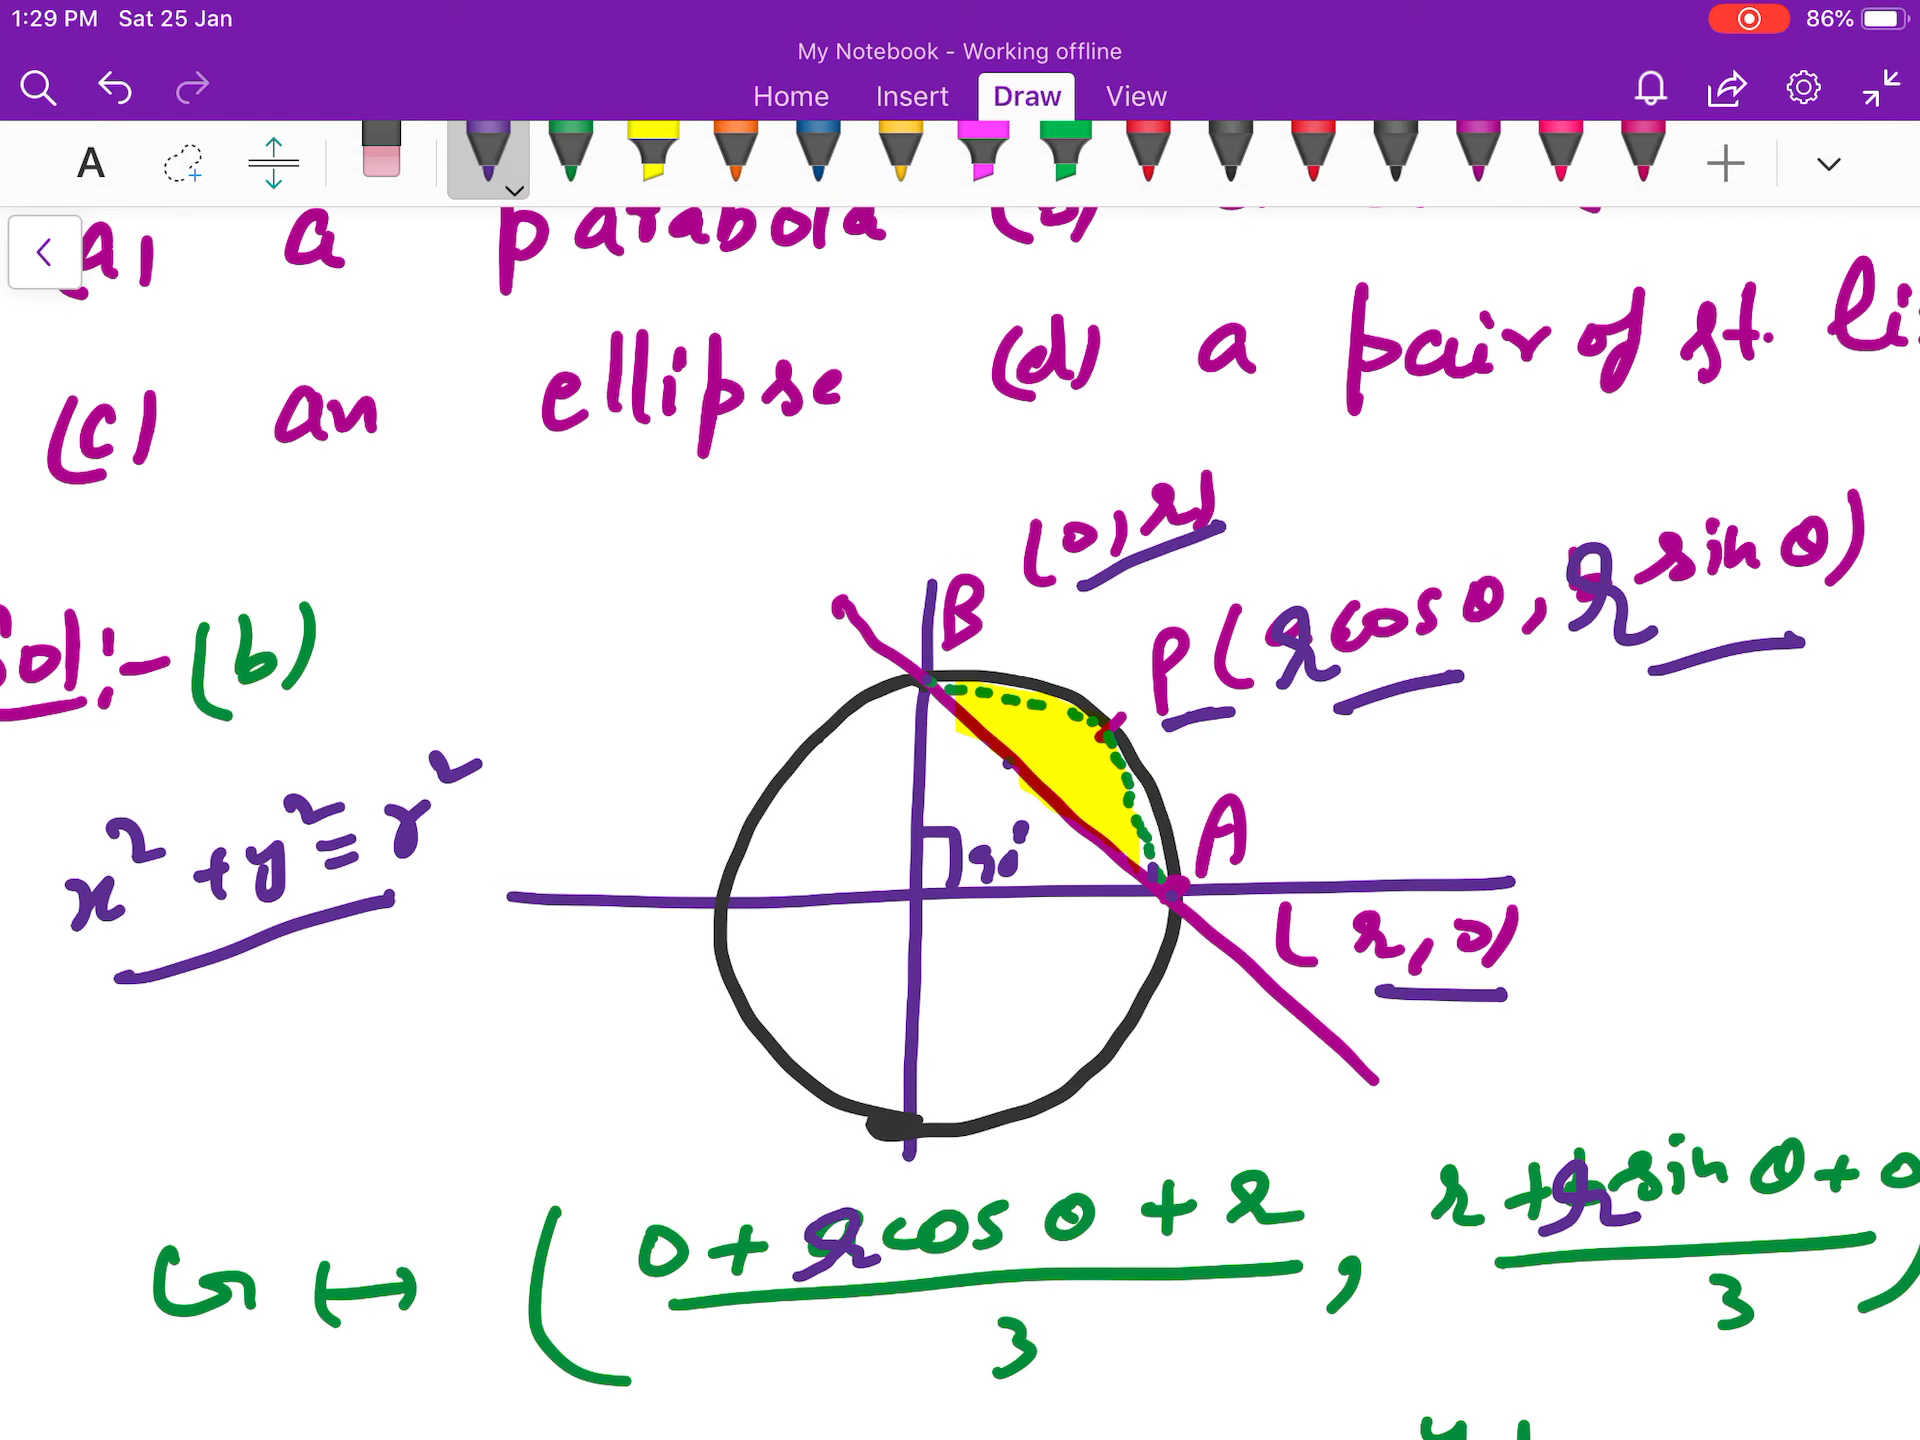 1:29 PM Sat 25 Jan 86%
My Notebook - Working offline
Home Insert Draw View
A
a) a parabola (b)
(c) an ellipse (d) a pair of st. li
(0, r)
B
P(r cos θ, r sin θ)
Sol:- (b)
x² + y² = r²
A
90°
(r, 0)
G ↔ ( 0 + r cos θ + r / 3 , r + r sin θ + 0 / 3 )